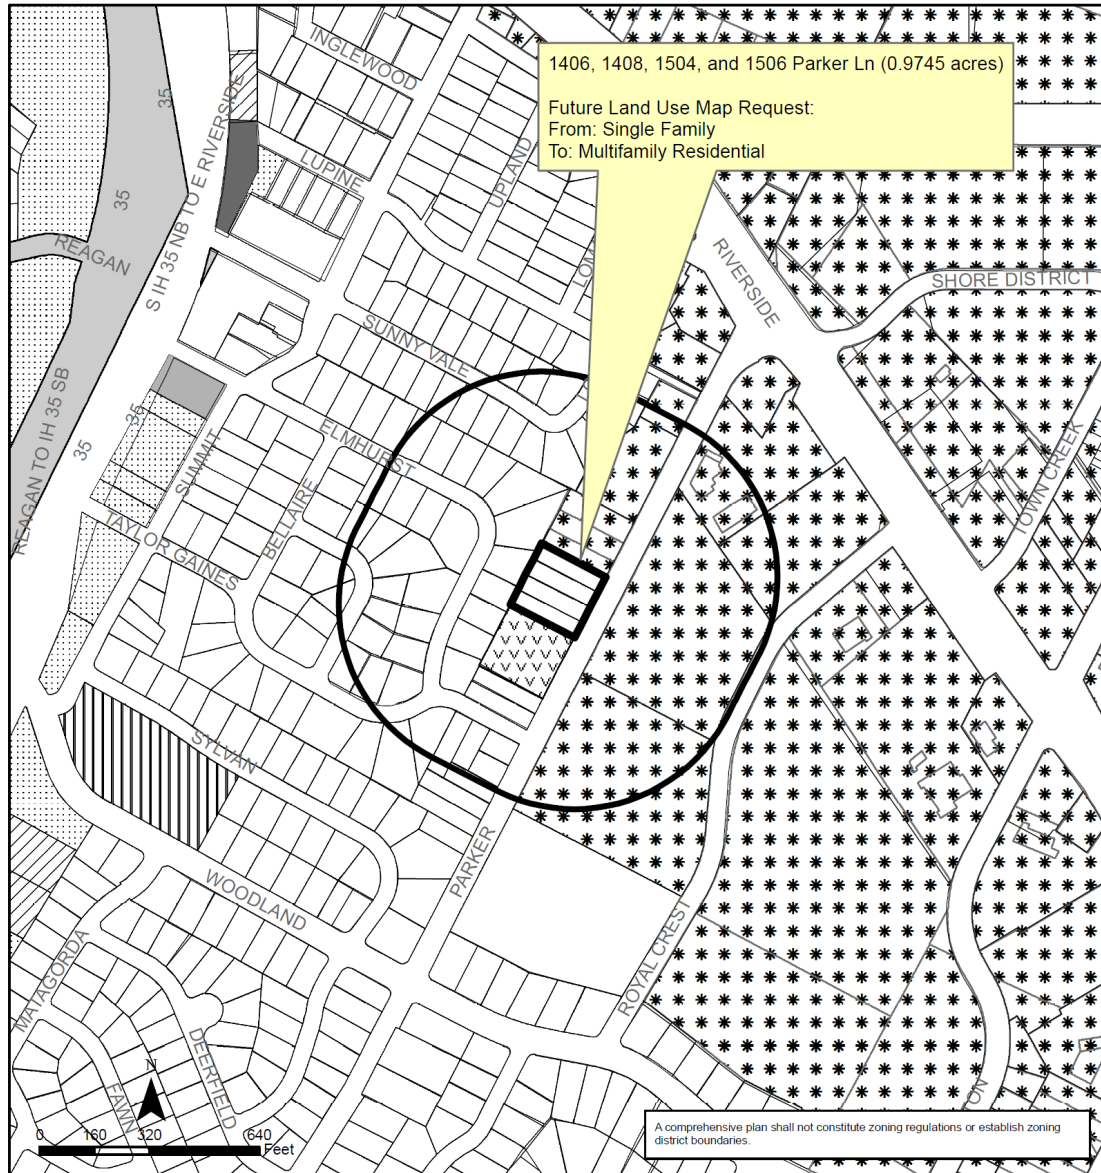 1406, 1408, 1504, and 1506 Parker Ln (0.9745 acres)
Future Land Use Map Request:
From: Single Family
To: Multifamily Residential
INGLEWOOD
35
S IH 35 NB TO E RIVERSIDE
LUPINE
UPLAND
35
REAGAN
RIVERSIDE
SHORE DISTRICT
SUNNY VALE
REAGAN TO IH 35 SB
35
35
SUMMIT
ELMHURST
BELLAIRE
TOWN CREEK
TAYLOR GAINES
SYLVAN
PARKER
WOODLAND
ROYAL CREST
MATAGORDA
DEERFIELD
FAWN
N
0 160 320 640
Feet
A comprehensive plan shall not constitute zoning regulations or establish zoning
district boundaries.